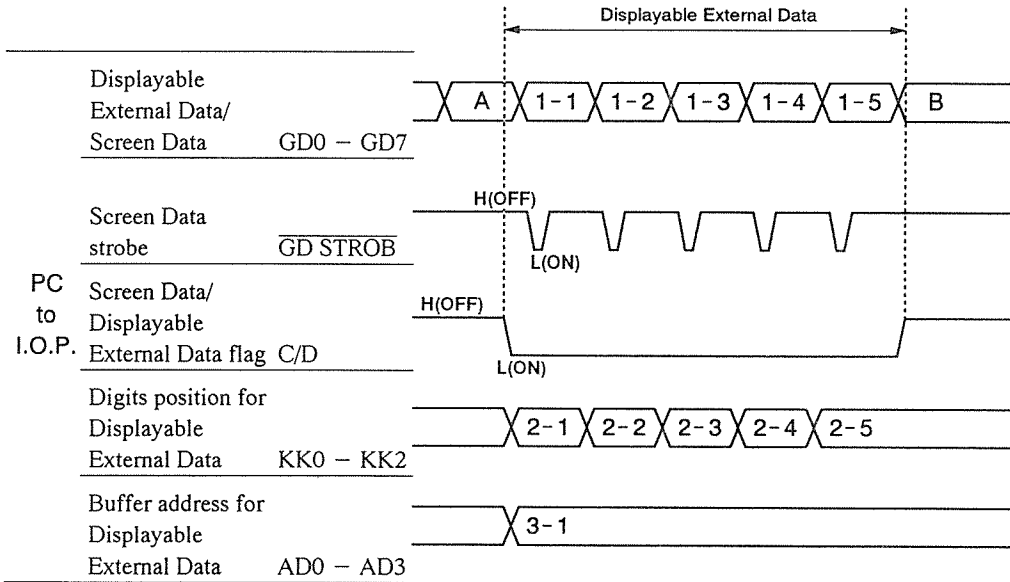 Displayable External Data
Displayable
External Data/
Screen Data GD0 − GD7
A 1-1 1-2 1-3 1-4 1-5 B
Screen Data
strobe GD STROB
H(OFF)
L(ON)
PC
to
I.O.P.
Screen Data/
Displayable
External Data flag C/D
H(OFF)
L(ON)
Digits position for
Displayable
External Data KK0 − KK2
2-1 2-2 2-3 2-4 2-5
Buffer address for
Displayable
External Data AD0 − AD3
3-1